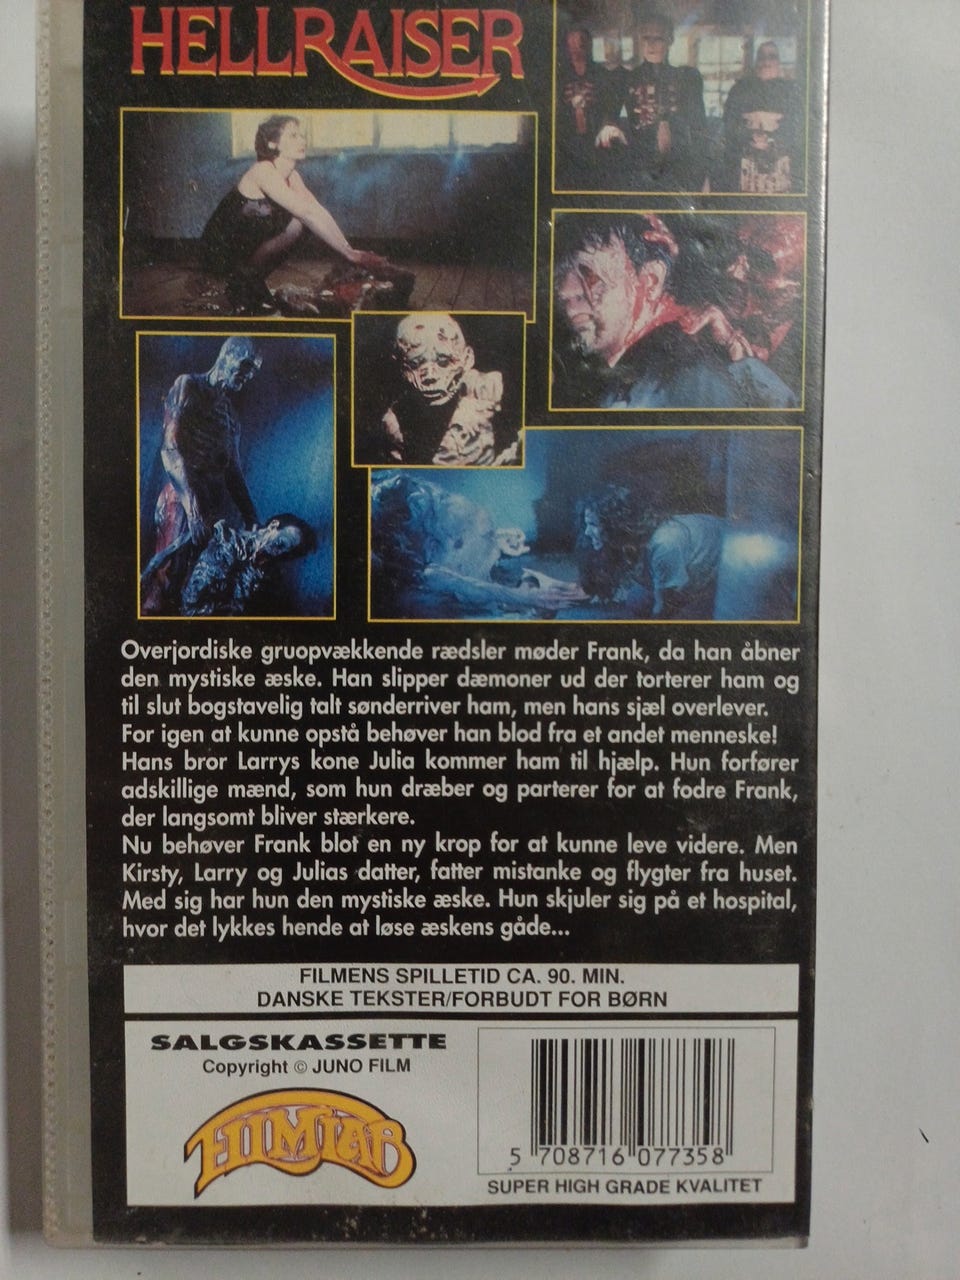 HELLRAISER
Overjordiske gruopvækkende rædsler møder Frank, da han åbner
den mystiske æske. Han slipper dæmoner ud der torterer ham og
til slut bogstavelig talt sønderriver ham, men hans sjæl overlever.
For igen at kunne opstå behøver han blod fra et andet menneske!
Hans bror Larrys kone Julia kommer ham til hjælp. Hun forfører
adskillige mænd, som hun dræber og parterer for at fodre Frank,
der langsomt bliver stærkere.
Nu behøver Frank blot en ny krop for at kunne leve videre. Men
Kirsty, Larry og Julias datter, fatter mistanke og flygter fra huset.
Med sig har hun den mystiske æske. Hun skjuler sig på et hospital,
hvor det lykkes hende at løse æskens gåde...
FILMENS SPILLETID CA. 90. MIN.
DANSKE TEKSTER/FORBUDT FOR BØRN
SALGSKASSETTE
Copyright © JUNO FILM
FILMLAB
5 708716 077358
SUPER HIGH GRADE KVALITET